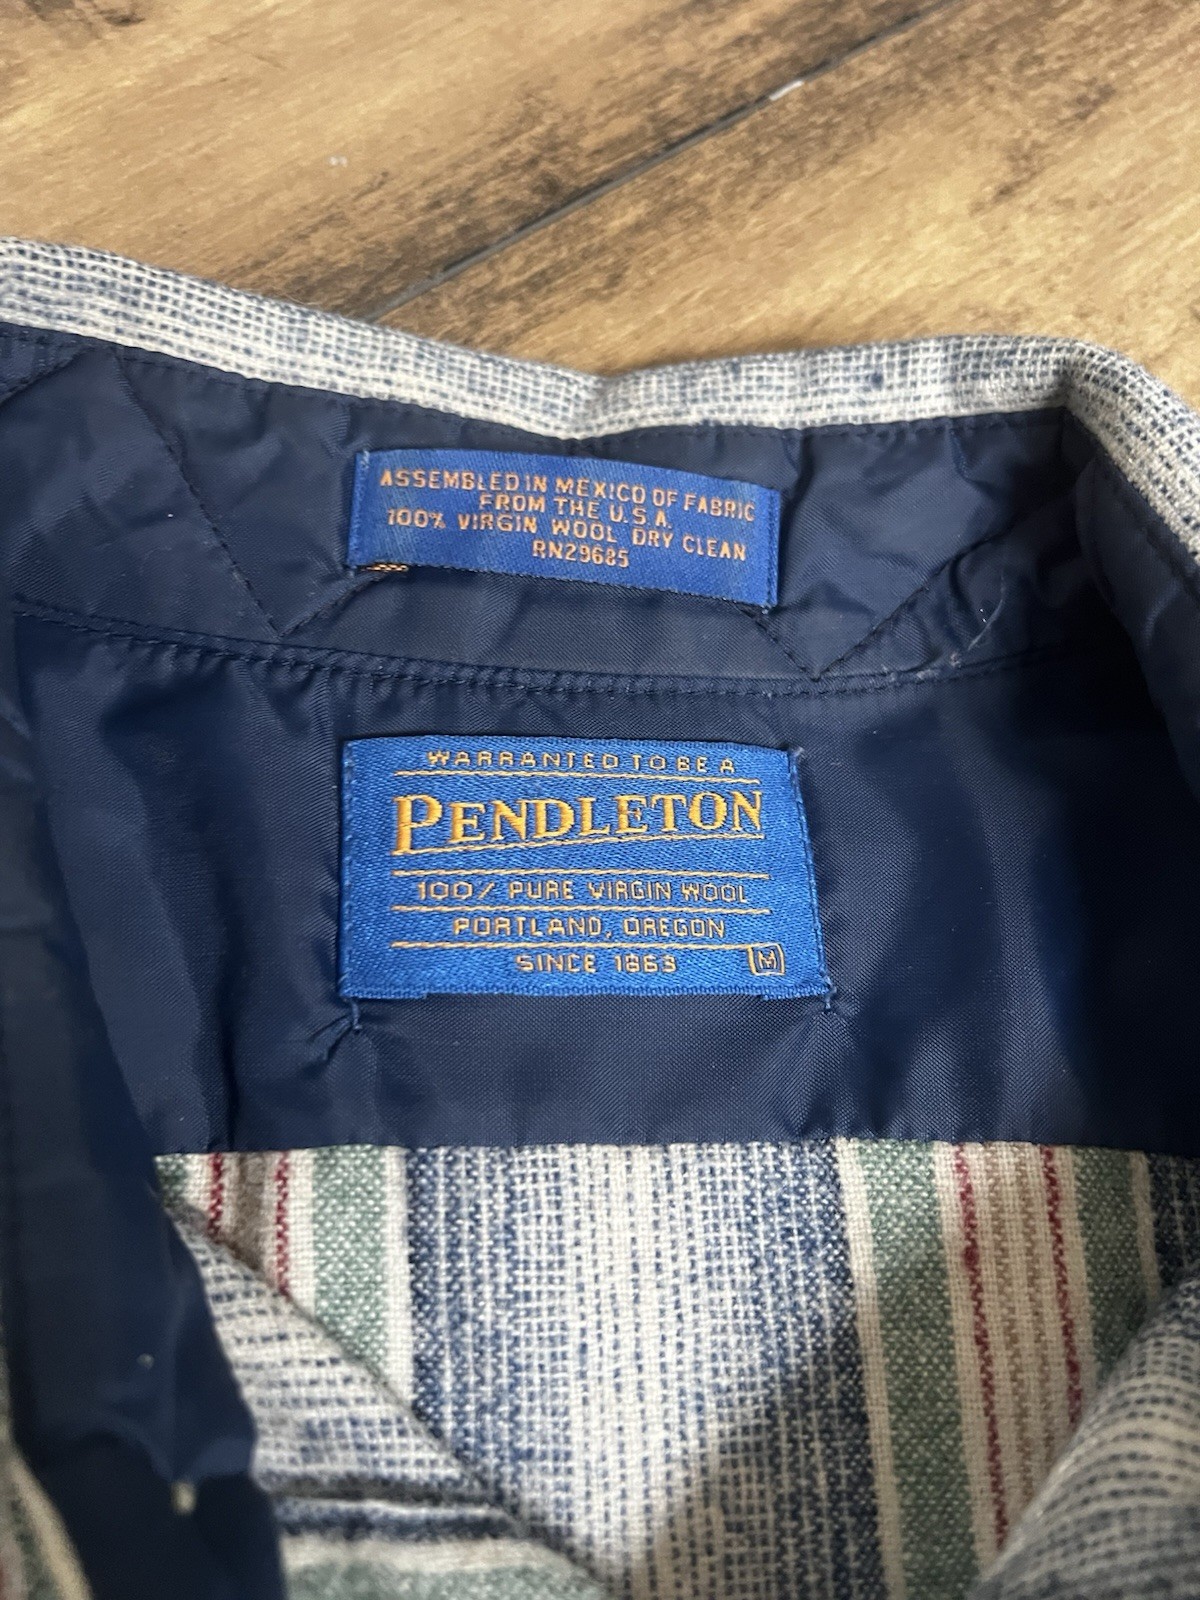 ASSEMBLED IN MEXICO OF FABRIC
FROM THE U.S.A.
100% VIRGIN WOOL DRY CLEAN
RN29685
WARRANTED TO BE A
PENDLETON
100% PURE VIRGIN WOOL
PORTLAND, OREGON
SINCE 1863 M